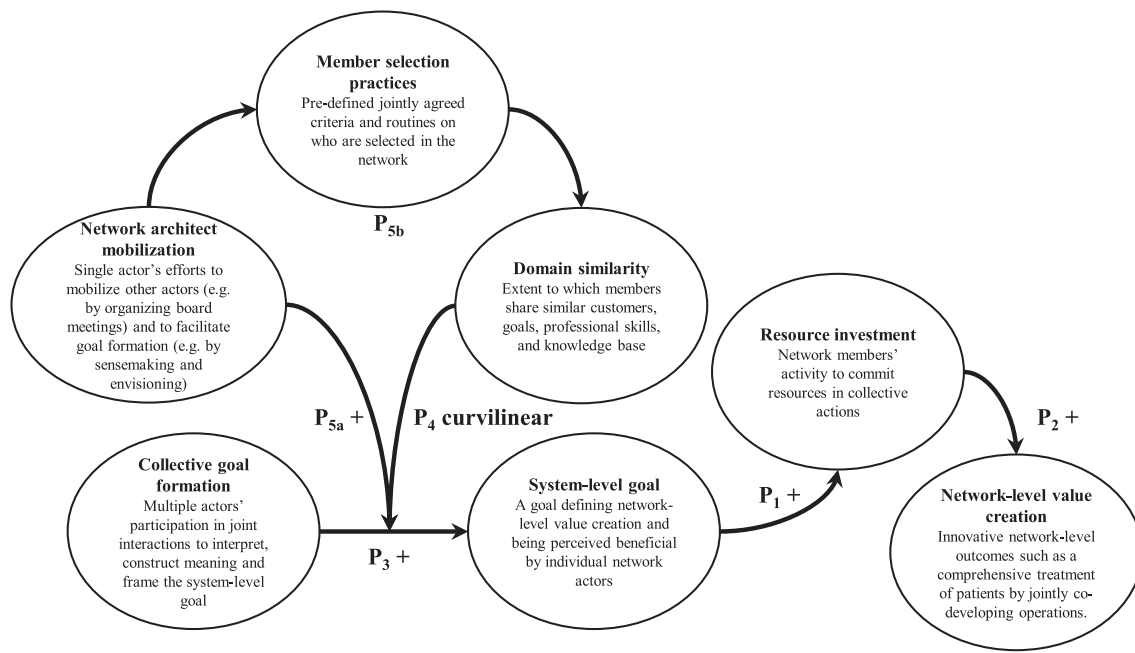 Member selection
practices
Pre-defined jointly agreed
criteria and routines on
who are selected in the
network
P5b
Network architect
mobilization
Single actor's efforts to
mobilize other actors (e.g.
by organizing board
meetings) and to facilitate
goal formation (e.g. by
sensemaking and
envisioning)
Domain similarity
Extent to which members
share similar customers,
goals, professional skills,
and knowledge base
Resource investment
Network members'
activity to commit
resources in collective
actions
P5a +
P4 curvilinear
P2 +
Collective goal
formation
Multiple actors'
participation in joint
interactions to interpret,
construct meaning and
frame the system-level
goal
P3 +
System-level goal
A goal defining network-
level value creation and
being perceived beneficial
by individual network
actors
P1 +
Network-level value
creation
Innovative network-level
outcomes such as a
comprehensive treatment
of patients by jointly co-
developing operations.